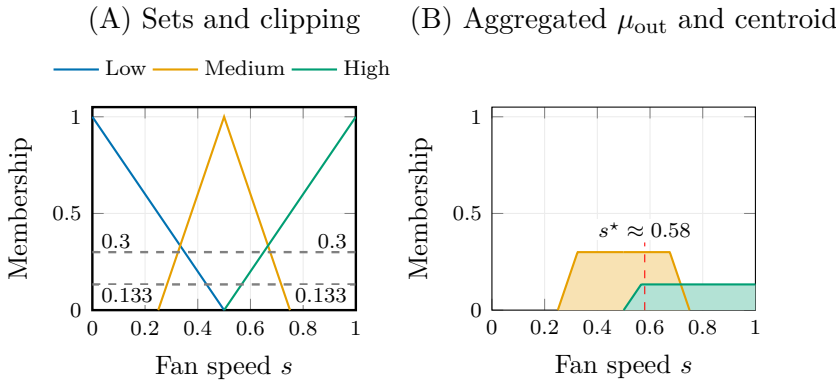 (A) Sets and clipping
Low Medium High
Membership
1
0.5
0
0.3 0.3
0.133 0.133
0 0.2 0.4 0.6 0.8 1
Fan speed s
(B) Aggregated μout and centroid
Membership
1
0.5
0
s⋆ ≈ 0.58
0 0.2 0.4 0.6 0.8 1
Fan speed s